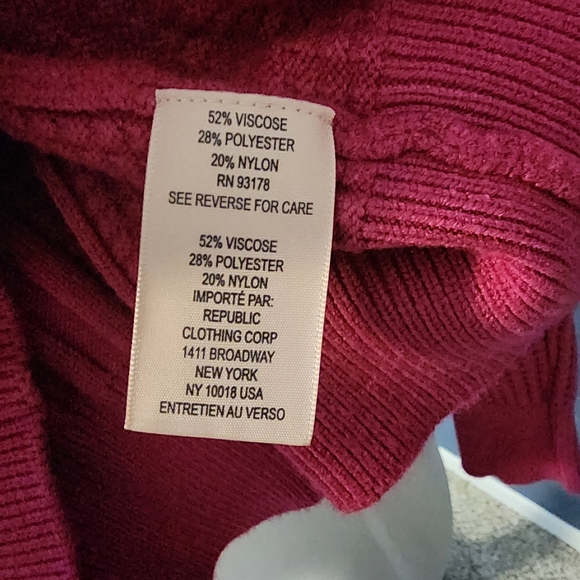 52% VISCOSE
28% POLYESTER
20% NYLON
RN 93178
SEE REVERSE FOR CARE
52% VISCOSE
28% POLYESTER
20% NYLON
IMPORTÉ PAR:
REPUBLIC
CLOTHING CORP
1411 BROADWAY
NEW YORK
NY 10018 USA
ENTRETIEN AU VERSO